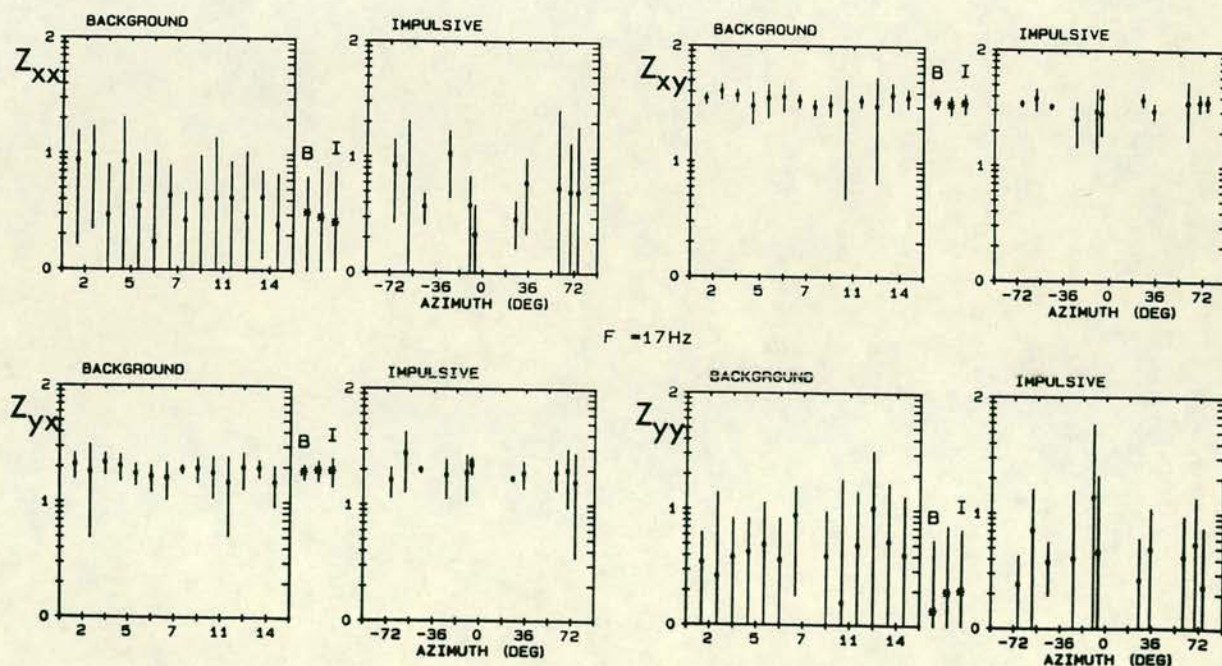 BACKGROUND
IMPULSIVE
BACKGROUND
IMPULSIVE
2
Zxx
1
0
B I
2 5 7 11 14
2
1
0
-72 -36 0 36 72
AZIMUTH (DEG)
2
Zxy
1
0
B I
2 5 7 11 14
2
1
0
-72 -36 0 36 72
AZIMUTH (DEG)
F =17Hz
BACKGROUND
IMPULSIVE
BACKGROUND
IMPULSIVE
2
Zyx
1
0
B I
2 5 7 11 14
2
1
0
-72 -36 0 36 72
AZIMUTH (DEG)
2
Zyy
1
0
B I
2 5 7 11 14
2
1
0
-72 -36 0 36 72
AZIMUTH (DEG)